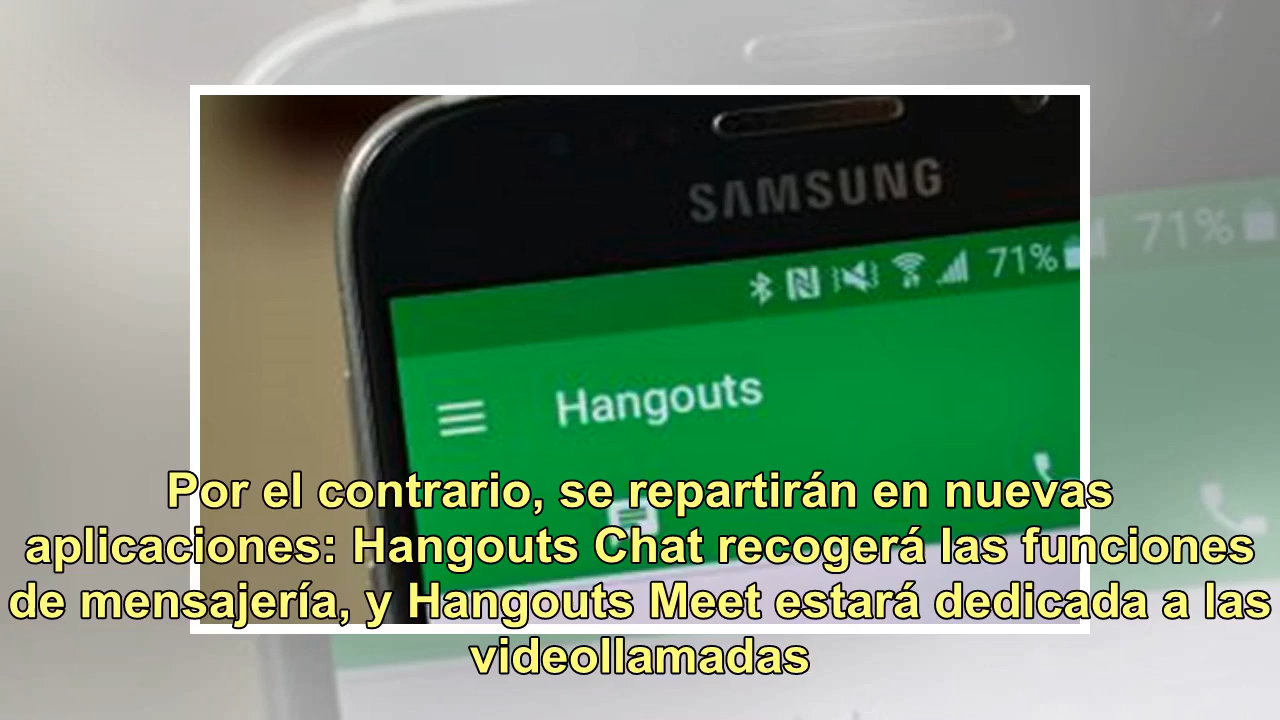 SAMSUNG
71%
71%
Hangouts
Por el contrario, se repartirán en nuevas
aplicaciones: Hangouts Chat recogerá las funciones
de mensajería, y Hangouts Meet estará dedicada a las
videollamadas